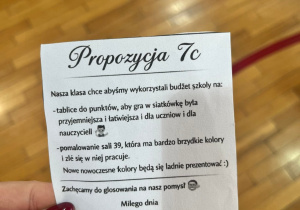 Propozycja 7c
Nasza klasa chce abyśmy wykorzystali budżet szkoły na:
-tablice do punktów, aby gra w siatkówkę była
przyjemniejsza i łatwiejsza i dla uczniow i dla
nauczycieli
-pomalowanie sali 39, która ma bardzo brzydkie kolory
i źlé się w niej pracuje.
Nowe nowoczesne kolory będą się ładnie prezentować :)
Zachęcamy do głosowania na nasz pomysł
Miłego dnia